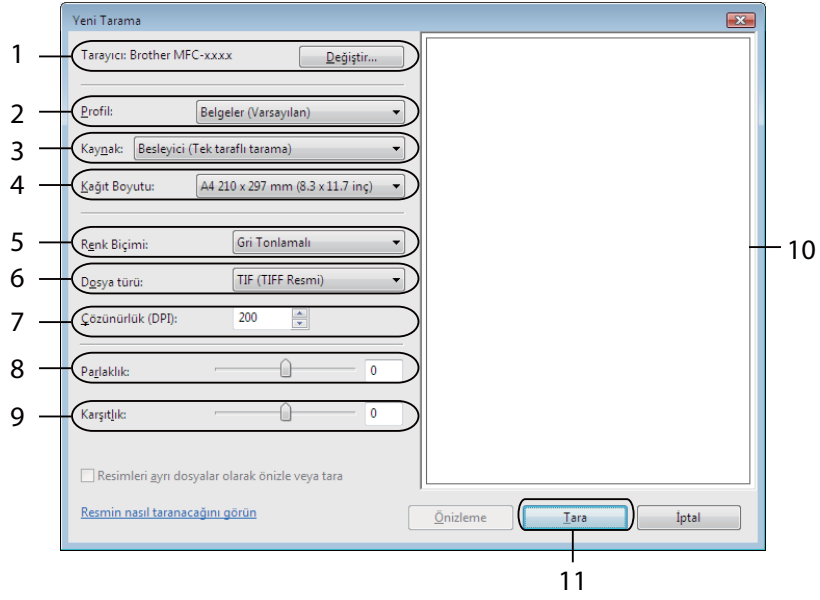 Yeni Tarama
1 Tarayıcı: Brother MFC-x.x.x.x Değiştir...
2 Profil: Belgeler (Varsayılan)
3 Kaynak: Besleyici (Tek taraflı tarama)
4 Kağıt Boyutu: A4 210 x 297 mm (8.3 x 11.7 inç)
5 Renk Biçimi: Gri Tonlamalı
10
6 Dosya türü: TIF (TIFF Resmi)
7 Çözünürlük (DPI): 200
8 Parlaklık: 0
9 Karşıtlık: 0
Resimleri ayrı dosyalar olarak önizle veya tara
Resmin nasıl taranacağını görün Önizleme Tara İptal
11